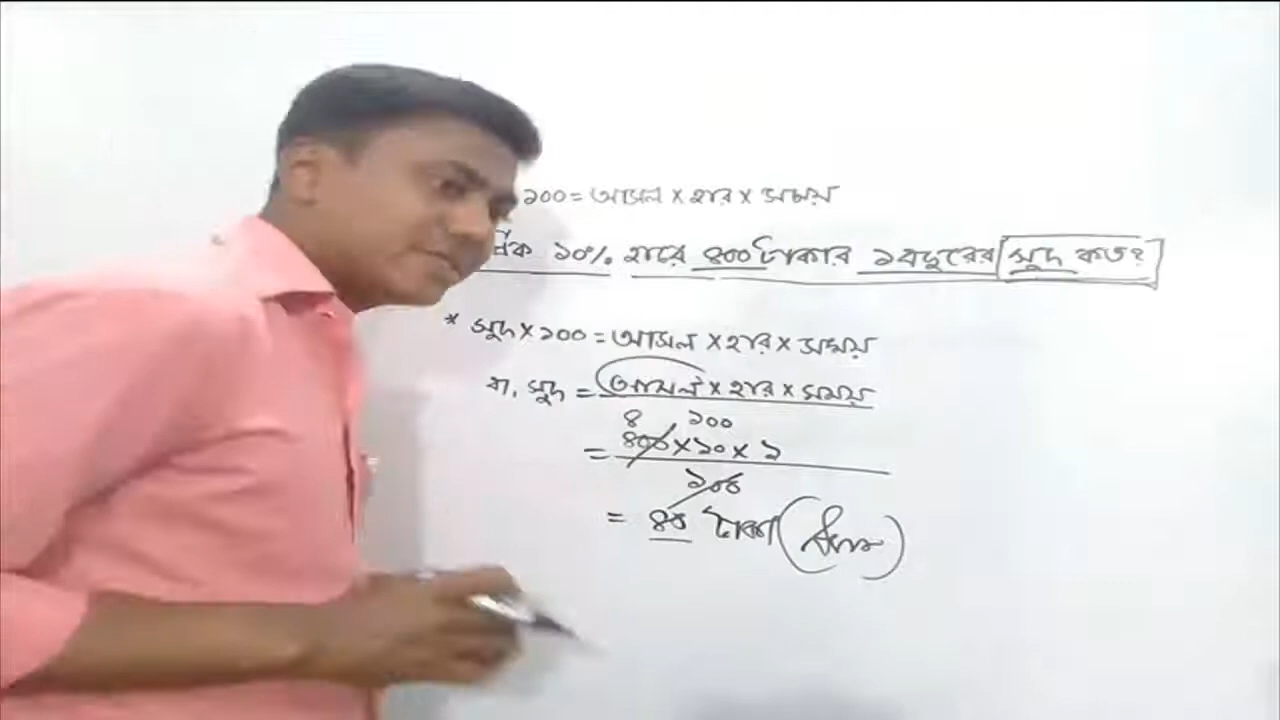 ১০০ = আসল × হার × সময়
র্ষিক ১০% হারে ৪০০ টাকার ১ বছরের সুদ কত?
* সুদ × ১০০ = আসল × হার × সময়
বা, সুদ = আসল × হার × সময়
১০০
৪
= ৪০০ × ১০ × ১
১০০
= ৪০ টাকা (Ans)